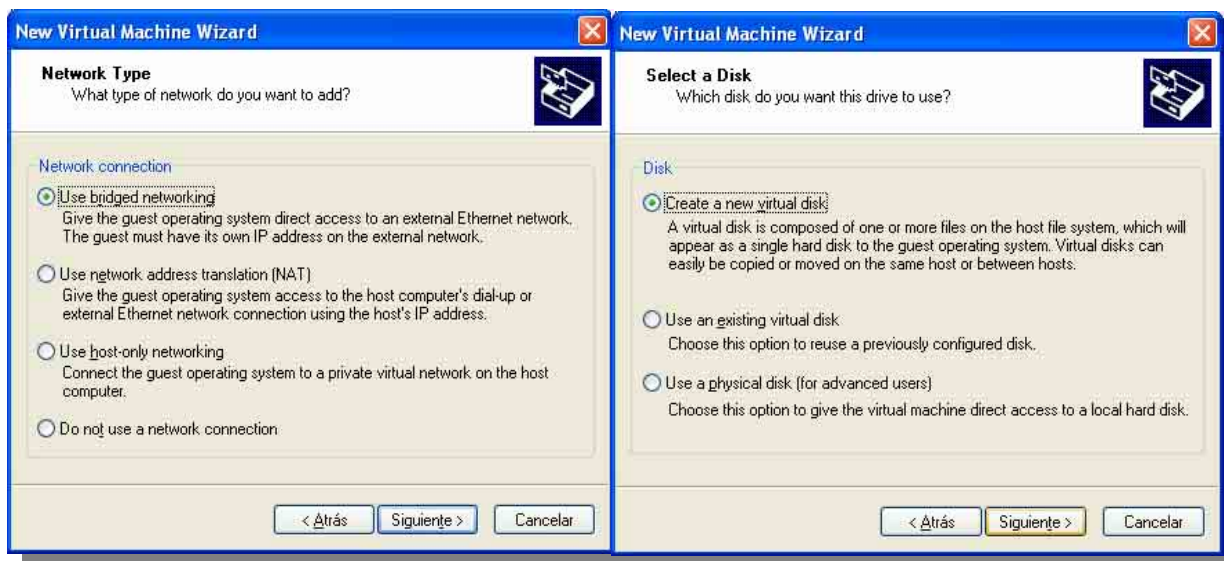 New Virtual Machine Wizard
Network Type
What type of network do you want to add?
Network connection
Use bridged networking
Give the guest operating system direct access to an external Ethernet network.
The guest must have its own IP address on the external network.
Use network address translation (NAT)
Give the guest operating system access to the host computer's dial-up or
external Ethernet network connection using the host's IP address.
Use host-only networking
Connect the guest operating system to a private virtual network on the host
computer.
Do not use a network connection
< Atrás
Siguiente >
Cancelar
New Virtual Machine Wizard
Select a Disk
Which disk do you want this drive to use?
Disk
Create a new virtual disk
A virtual disk is composed of one or more files on the host file system, which will
appear as a single hard disk to the guest operating system. Virtual disks can
easily be copied or moved on the same host or between hosts.
Use an existing virtual disk
Choose this option to reuse a previously configured disk.
Use a physical disk (for advanced users)
Choose this option to give the virtual machine direct access to a local hard disk.
< Atrás
Siguiente >
Cancelar